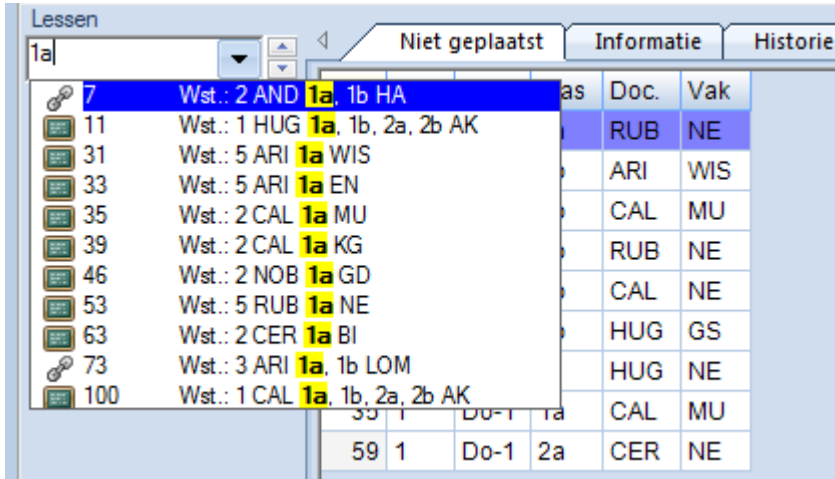 Lessen
1a
Niet geplaatst Informatie Historie
as Doc. Vak
7 Wst.: 2 AND 1a, 1b HA
11 Wst.: 1 HUG 1a, 1b, 2a, 2b AK
RUB NE
31 Wst.: 5 ARI 1a WIS
ARI WIS
33 Wst.: 5 ARI 1a EN
35 Wst.: 2 CAL 1a MU
CAL MU
39 Wst.: 2 CAL 1a KG
RUB NE
46 Wst.: 2 NOB 1a GD
CAL NE
53 Wst.: 5 RUB 1a NE
63 Wst.: 2 CER 1a BI
HUG GS
73 Wst.: 3 ARI 1a, 1b LOM
HUG NE
100 Wst.: 1 CAL 1a, 1b, 2a, 2b AK
35 1 Do-1 1a CAL MU
59 1 Do-1 2a CER NE